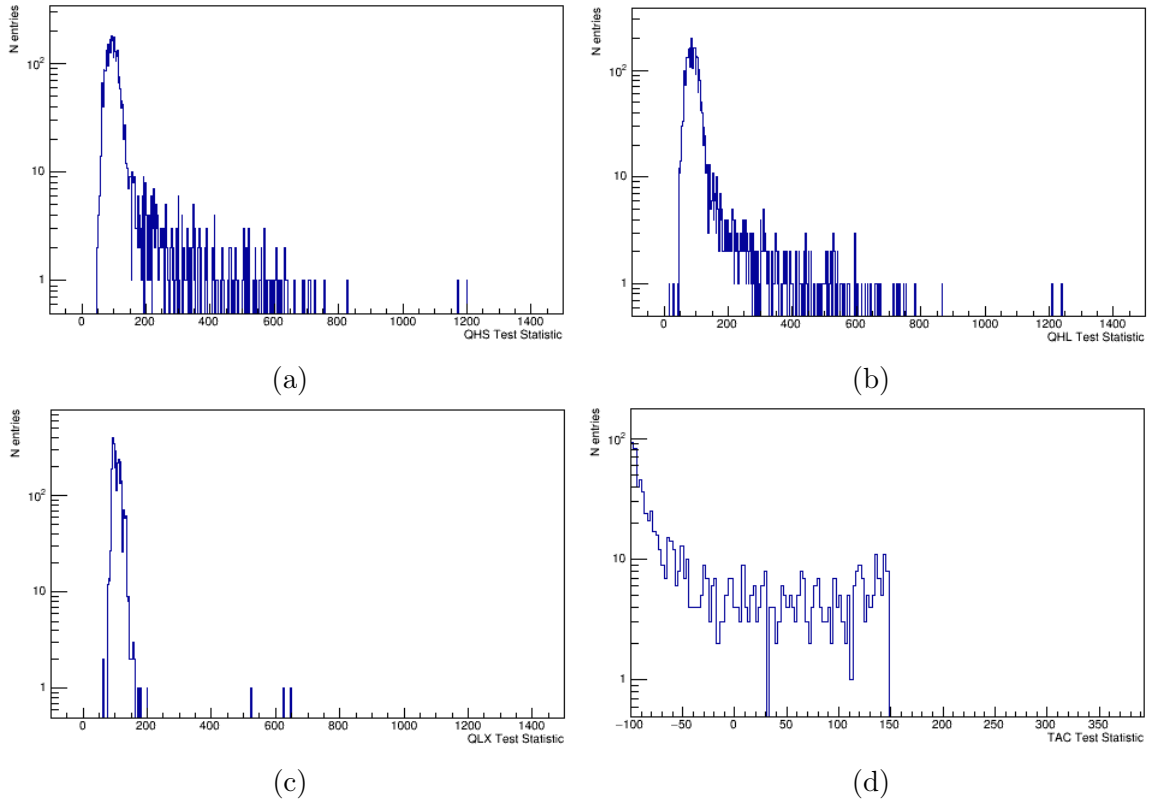 N entries
10²
10
1
0 200 400 600 800 1000 1200 1400
QHS Test Statistic
(a)
N entries
10²
10
1
0 200 400 600 800 1000 1200 1400
QHL Test Statistic
(b)
N entries
10²
10
1
0 200 400 600 800 1000 1200 1400
QLX Test Statistic
(c)
N entries
10²
10
1
−100 −50 0 50 100 150 200 250 300 350
TAC Test Statistic
(d)